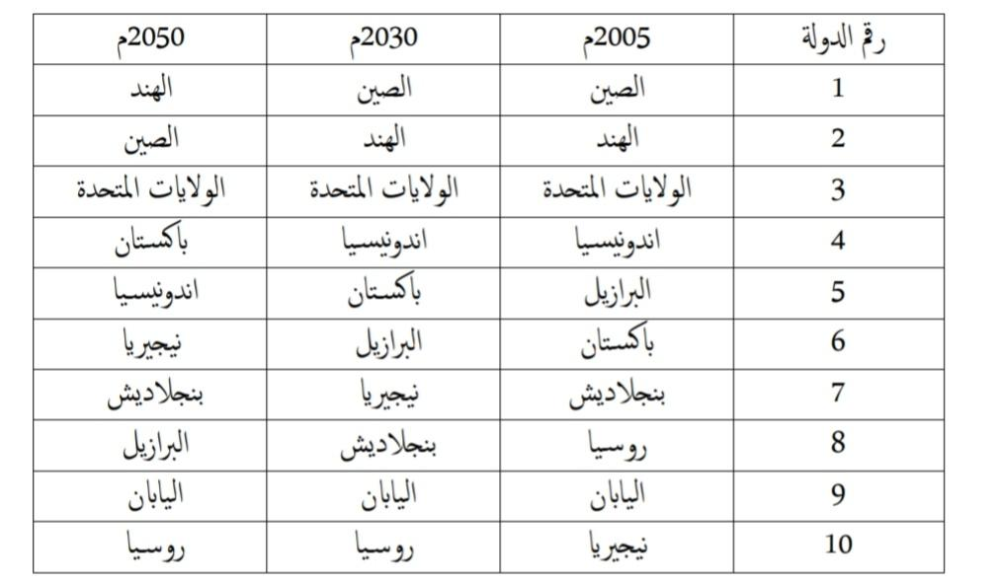 رقم الدولة 2005م 2030م 2050م
1 الصين الصين الهند
2 الهند الهند الصين
3 الولايات المتحدة الولايات المتحدة الولايات المتحدة
4 اندونيسيا اندونيسيا باكستان
5 البرازيل باكستان اندونيسيا
6 باكستان البرازيل نيجيريا
7 بنجلاديش نيجيريا بنجلاديش
8 روسيا بنجلاديش البرازيل
9 اليابان اليابان اليابان
10 نيجيريا روسيا روسيا